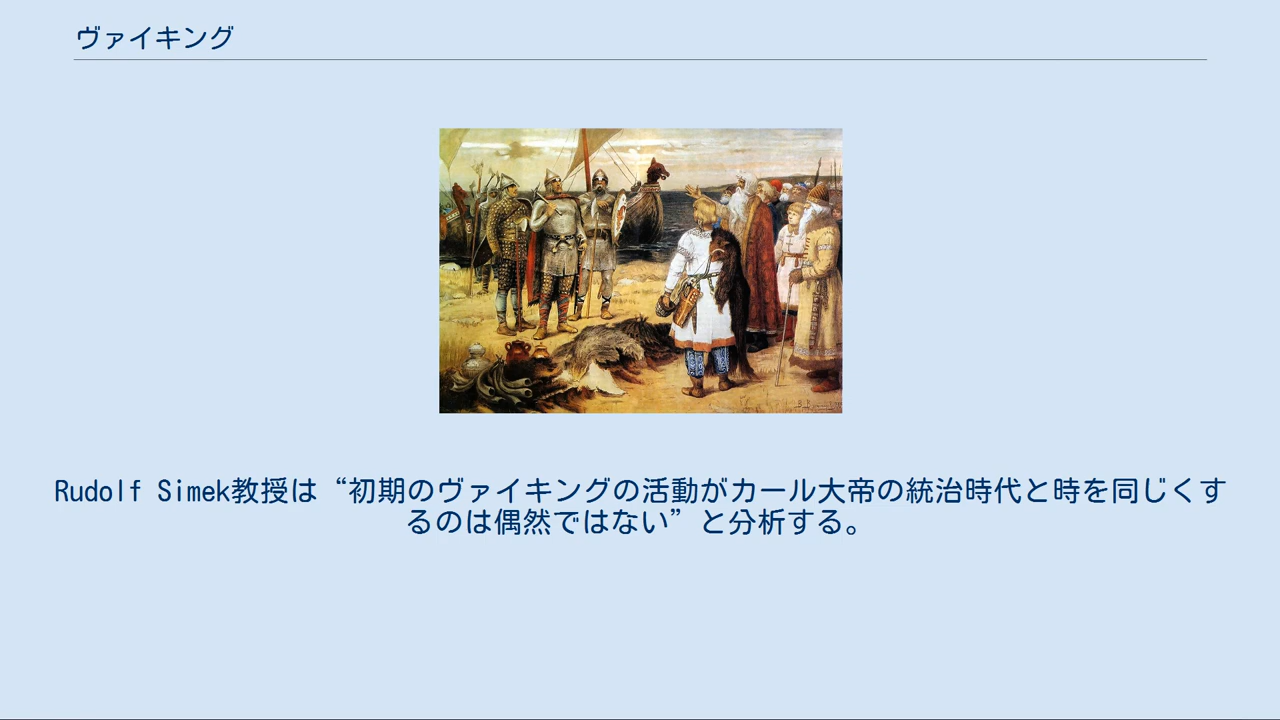 ヴァイキング
Rudolf Simek教授は“初期のヴァイキングの活動がカール大帝の統治時代と時を同じくす
るのは偶然ではない”と分析する。